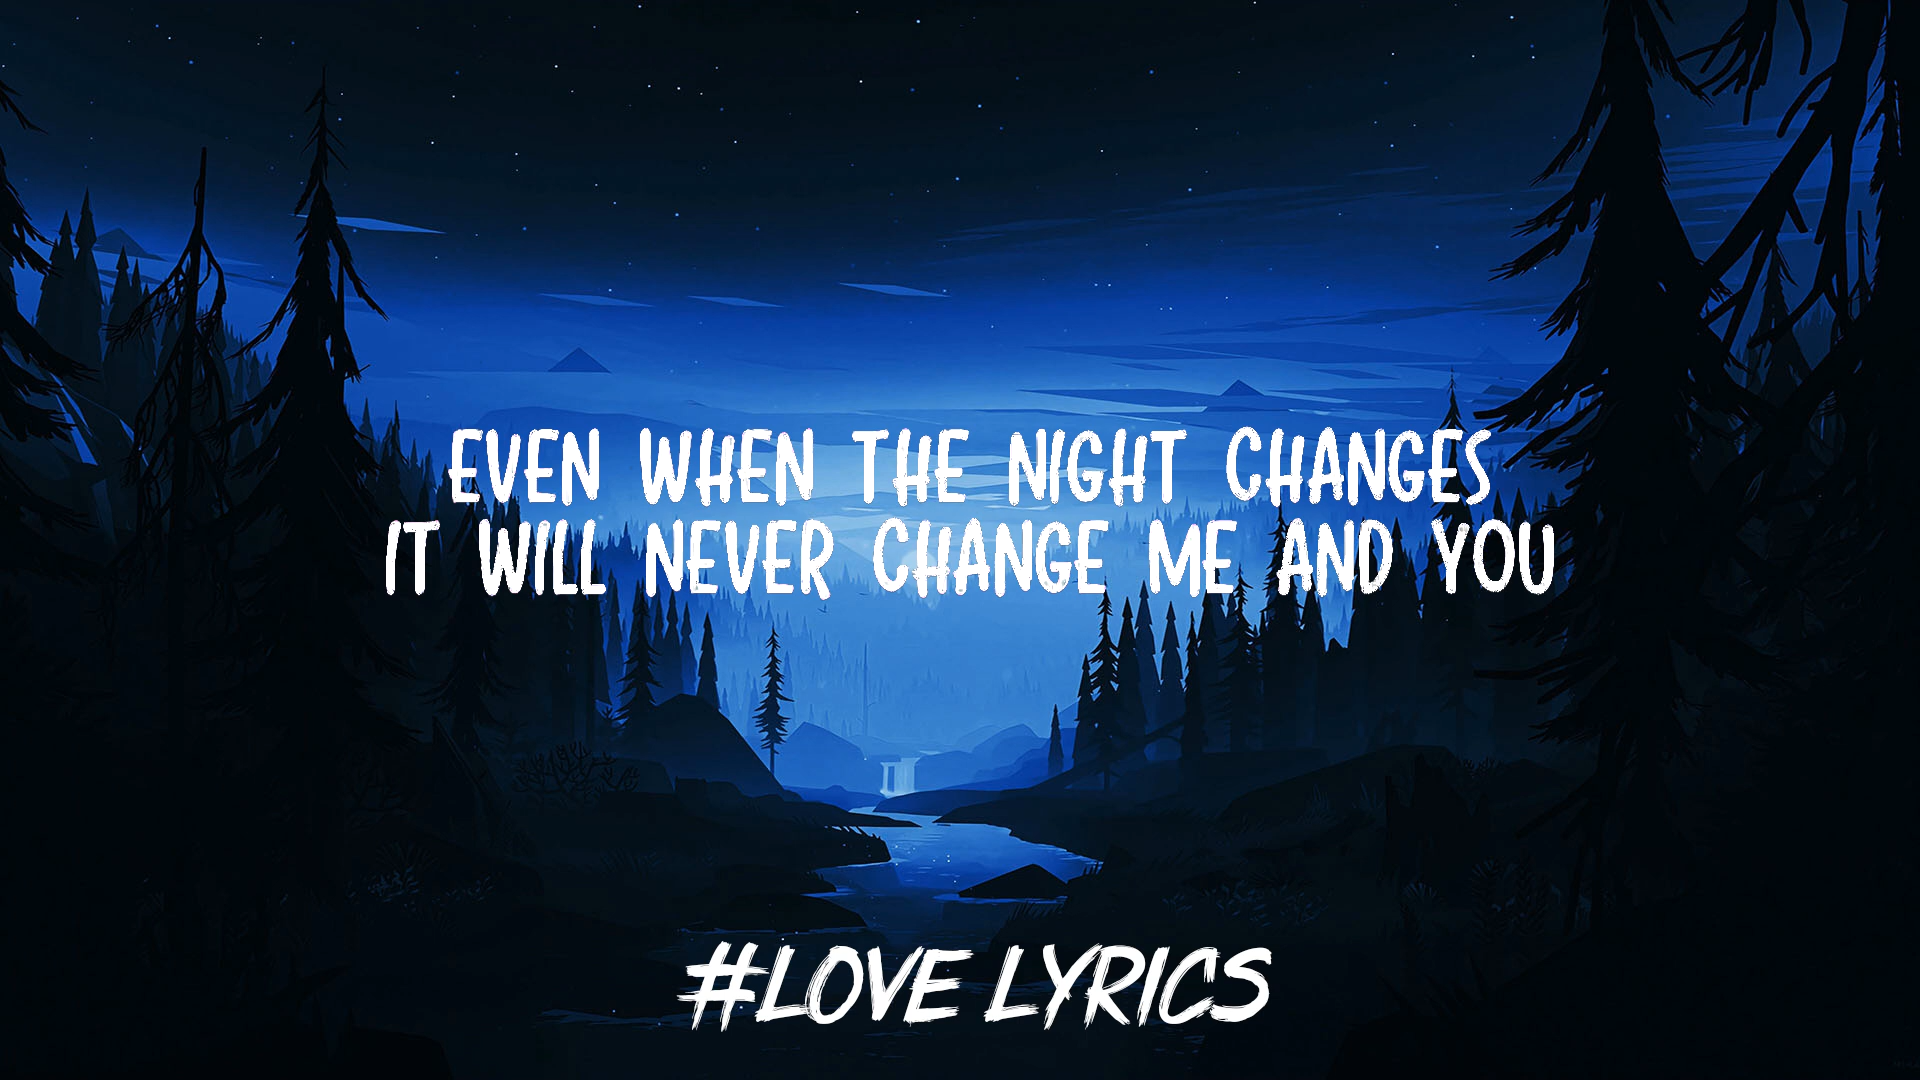 EVEN WHEN THE NIGHT CHANGES
IT WILL NEVER CHANGE ME AND YOU
#LOVE LYRICS